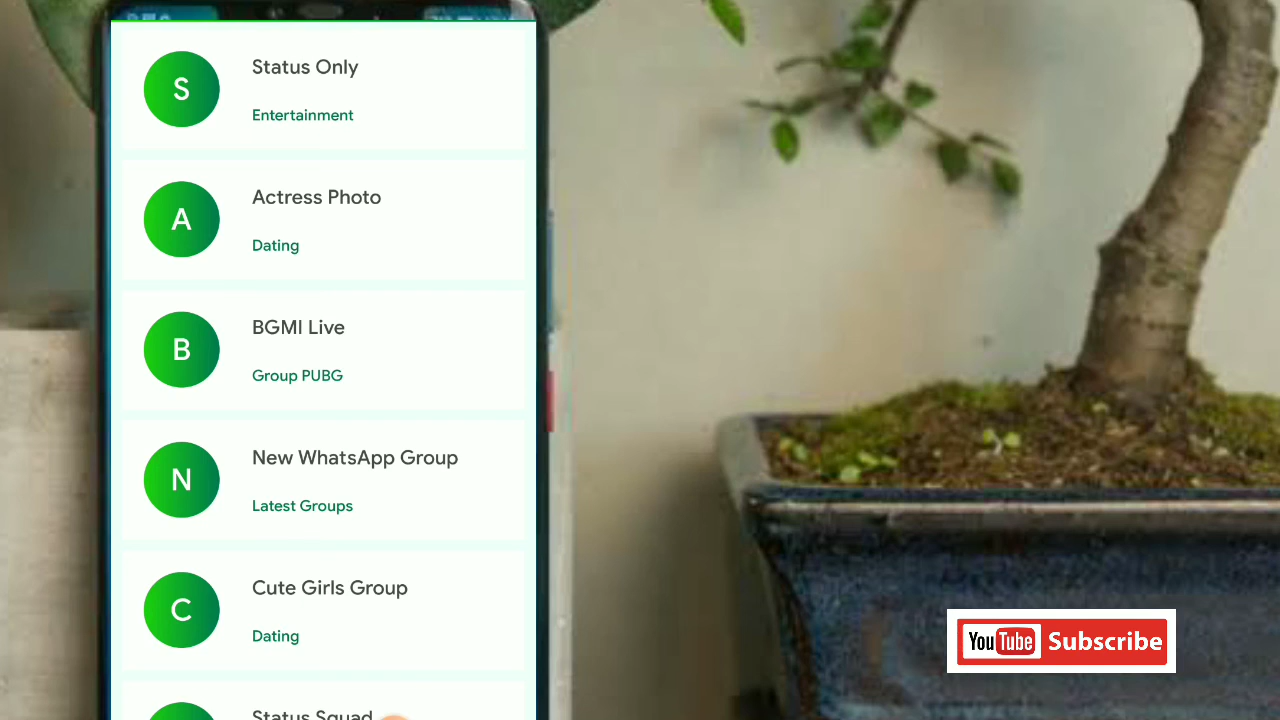 S
Status Only
Entertainment
A
Actress Photo
Dating
B
BGMI Live
Group PUBG
N
New WhatsApp Group
Latest Groups
C
Cute Girls Group
Dating
Status Squad
YouTube Subscribe